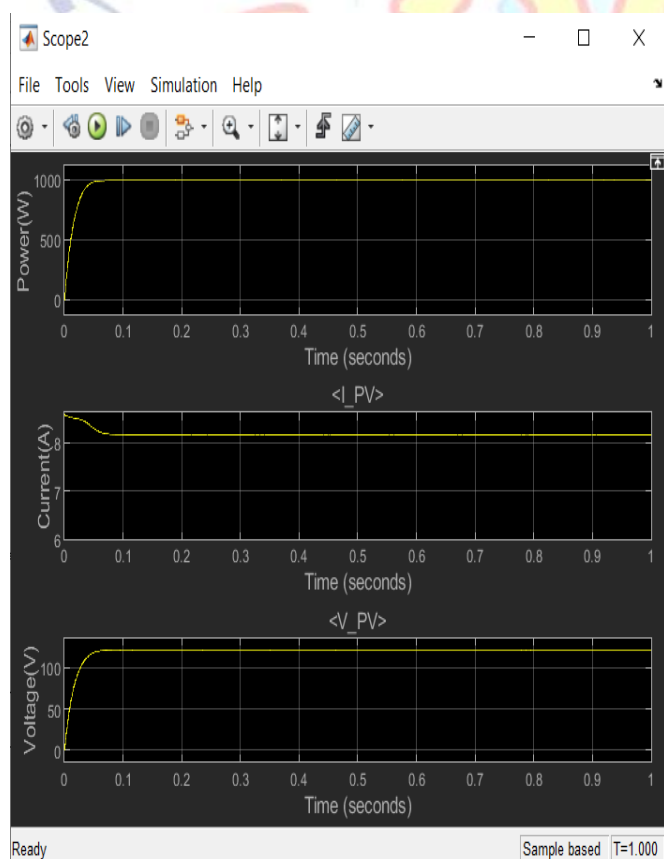 Scope2
File Tools View Simulation Help
Power(W)
1000
500
0
0 0.1 0.2 0.3 0.4 0.5 0.6 0.7 0.8 0.9 1
Time (seconds)
<I_PV>
Current(A)
8
7
6
0 0.1 0.2 0.3 0.4 0.5 0.6 0.7 0.8 0.9 1
Time (seconds)
<V_PV>
Voltage(V)
100
50
0
0 0.1 0.2 0.3 0.4 0.5 0.6 0.7 0.8 0.9 1
Time (seconds)
Ready Sample based T=1.000